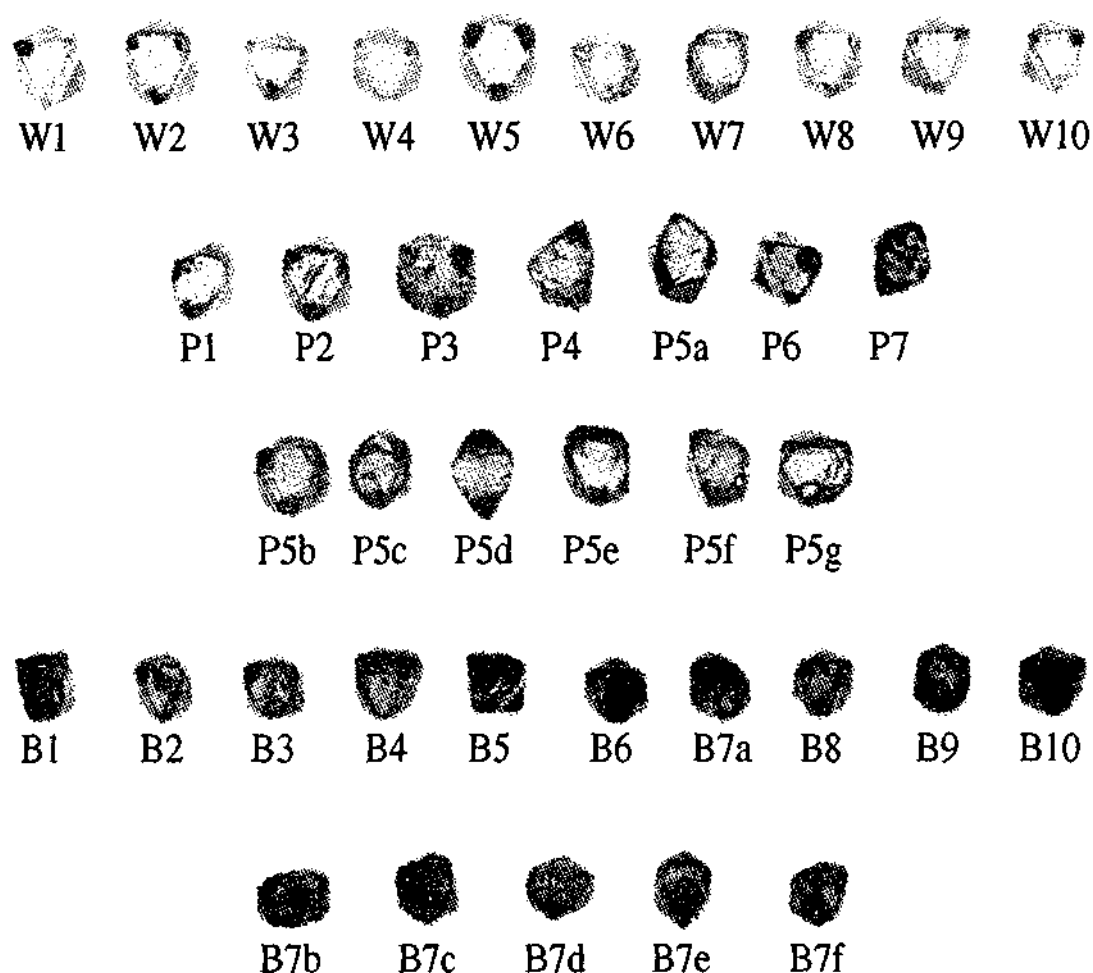 W1 W2 W3 W4 W5 W6 W7 W8 W9 W10
P1 P2 P3 P4 P5a P6 P7
P5b P5c P5d P5e P5f P5g
B1 B2 B3 B4 B5 B6 B7a B8 B9 B10
B7b B7c B7d B7e B7f